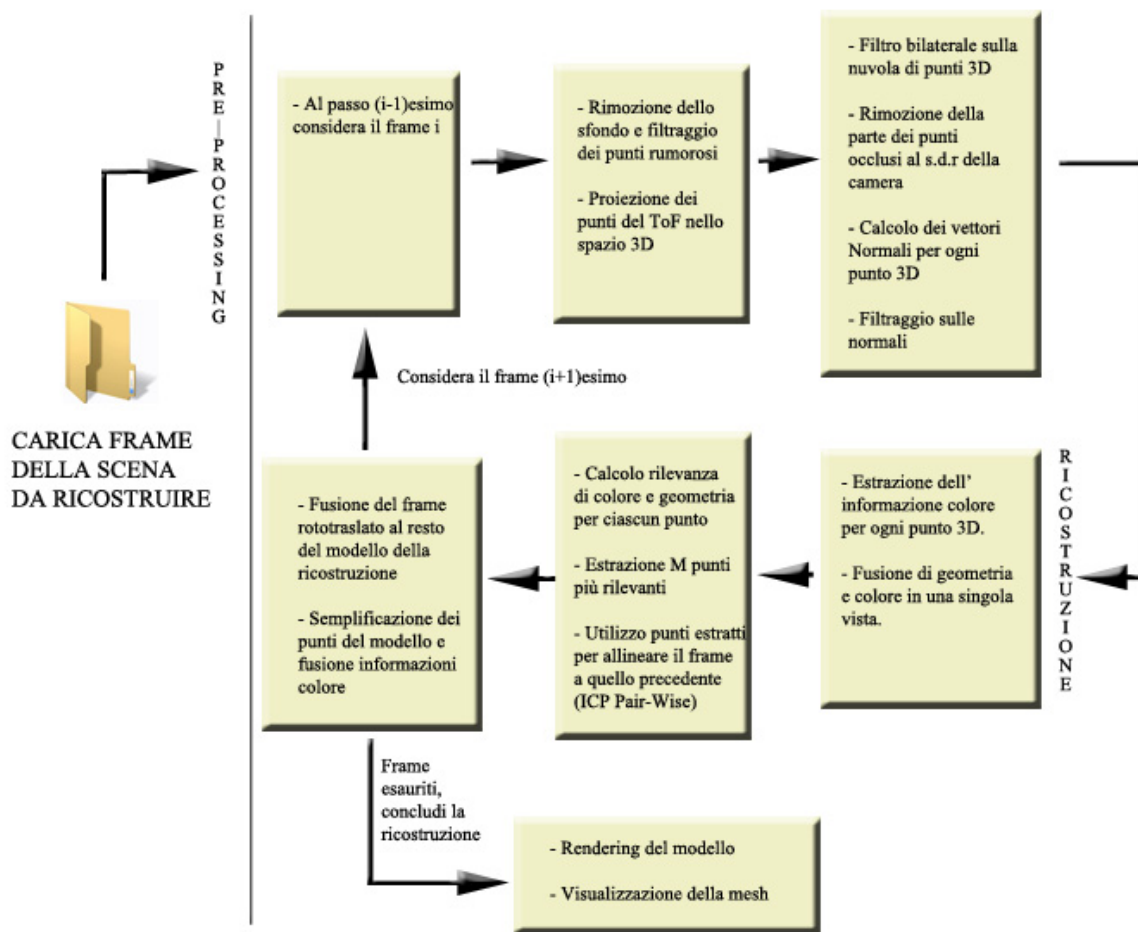 PRE-PROCESSING
- Al passo (i-1)esimo
considera il frame i
- Rimozione dello
sfondo e filtraggio
dei punti rumorosi
- Proiezione dei
punti del ToF nello
spazio 3D
- Filtro bilaterale sulla
nuvola di punti 3D
- Rimozione della
parte dei punti
occlusi al s.d.r della
camera
- Calcolo dei vettori
Normali per ogni
punto 3D
- Filtraggio sulle
normali
CARICA FRAME
DELLA SCENA
DA RICOSTRUIRE
Considera il frame (i+1)esimo
RICOSTRUZIONE
- Estrazione dell'
informazione colore
per ogni punto 3D.
- Fusione di geometria
e colore in una singola
vista.
- Calcolo rilevanza
di colore e geometria
per ciascun punto
- Estrazione M punti
più rilevanti
- Utilizzo punti estratti
per allineare il frame
a quello precedente
(ICP Pair-Wise)
- Fusione del frame
rototraslato al resto
del modello della
ricostruzione
- Semplificazione dei
punti del modello e
fusione informazioni
colore
Frame
esauriti,
concludi la
ricostruzione
- Rendering del modello
- Visualizzazione della mesh